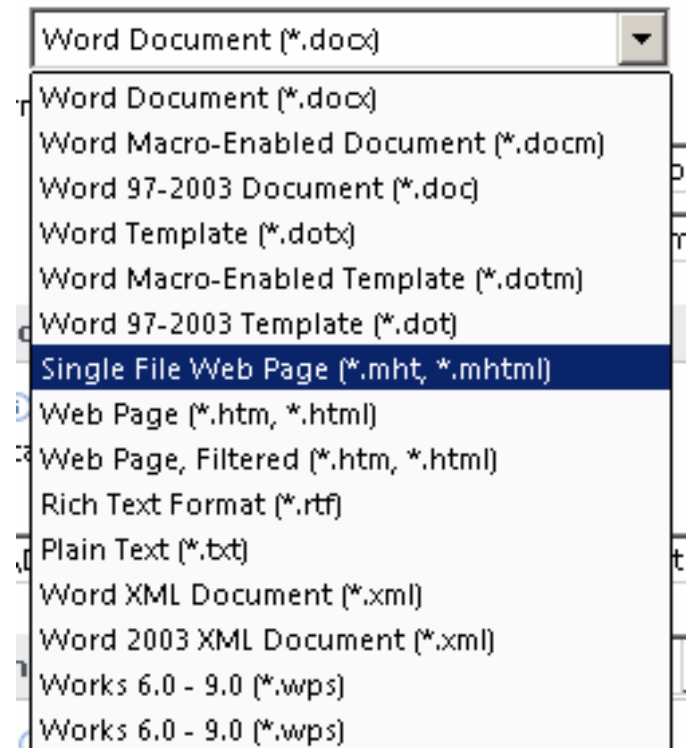 Word Document (*.docx)
Word Document (*.docx)
Word Macro-Enabled Document (*.docm)
Word 97-2003 Document (*.doc)
Word Template (*.dotx)
Word Macro-Enabled Template (*.dotm)
Word 97-2003 Template (*.dot)
Single File Web Page (*.mht, *.mhtml)
Web Page (*.htm, *.html)
Web Page, Filtered (*.htm, *.html)
Rich Text Format (*.rtf)
Plain Text (*.txt)
Word XML Document (*.xml)
Word 2003 XML Document (*.xml)
Works 6.0 - 9.0 (*.wps)
Works 6.0 - 9.0 (*.wps)